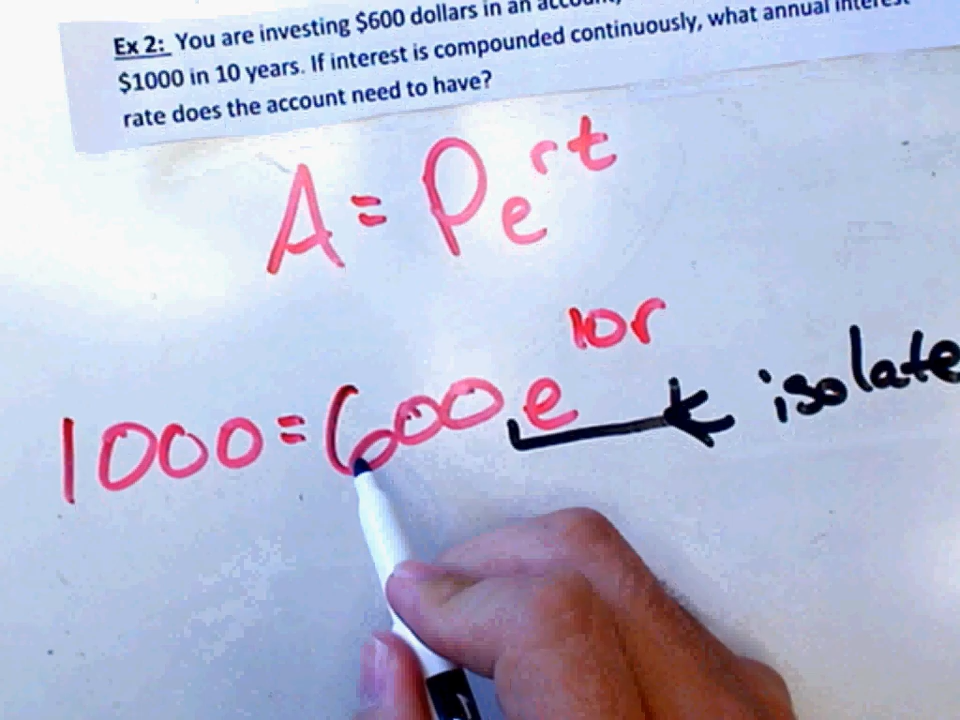 Ex 2: You are investing $600 dollars in an
$1000 in 10 years. If interest is compounded continuously, what annual interest
rate does the account need to have?
A = Pe^rt
1000 = 600e^10r
isolate